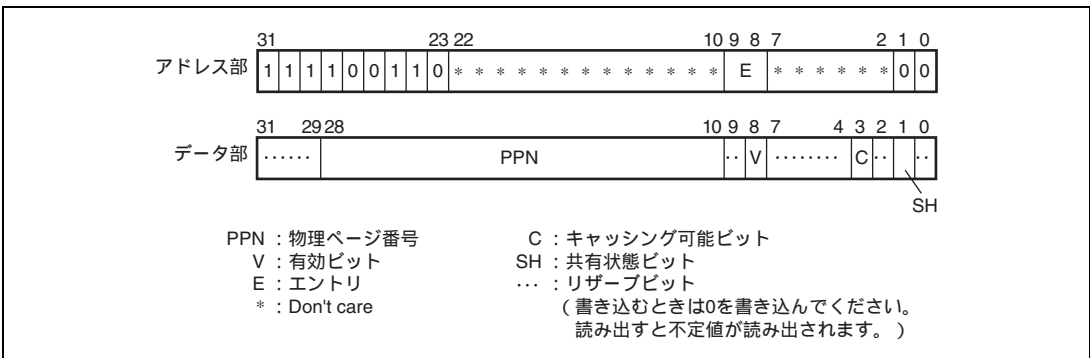 31 23 22 10 9 8 7 2 1 0
アドレス部 1 1 1 1 0 0 1 1 0 * * * * * * * * * * * * * E * * * * * * 0 0
31 29 28 10 9 8 7 4 3 2 1 0
データ部 ······ PPN ·· V ········ C ·· ··
SH
PPN : 物理ページ番号 C : キャッシング可能ビット
V : 有効ビット SH : 共有状態ビット
E : エントリ ··· : リザーブビット
* : Don't care (書き込むときは0を書き込んでください。
読み出すと不定値が読み出されます。)